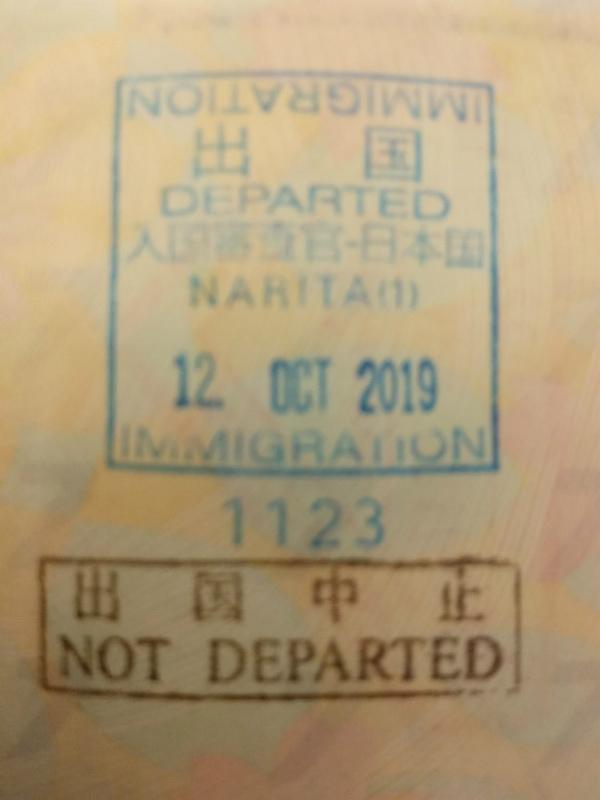 IMMIGRATION
出 国
DEPARTED
入国審査官-日本国
NARITA(1)
12. OCT 2019
IMMIGRATION
1123
出 国 中 止
NOT DEPARTED